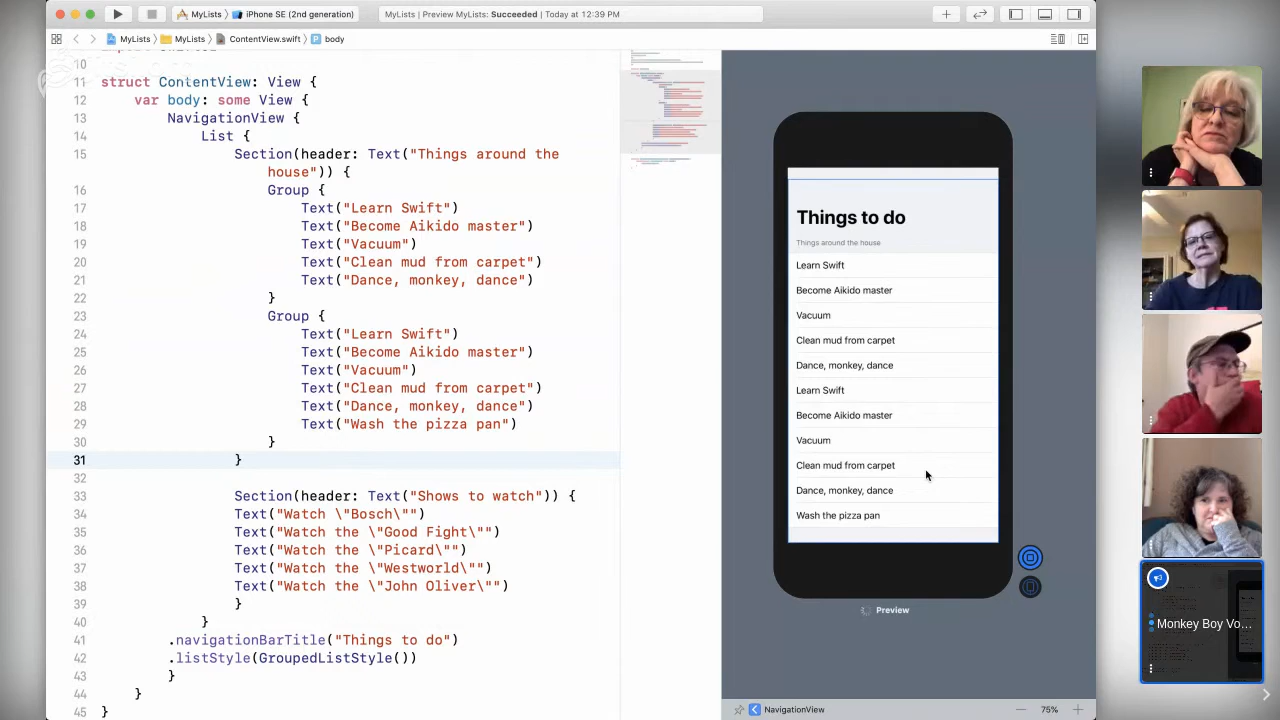 MyLists
iPhone SE (2nd generation)
MyLists | Preview MyLists: Succeeded | Today at 12:39 PM
MyLists
MyLists
ContentView.swift
body
10
11 struct ContentView: View {
12 var body: some View {
13 NavigationView {
14 List {
15 Section(header: Text("Things around the
house")) {
16 Group {
17 Text("Learn Swift")
18 Text("Become Aikido master")
19 Text("Vacuum")
20 Text("Clean mud from carpet")
21 Text("Dance, monkey, dance")
22 }
23 Group {
24 Text("Learn Swift")
25 Text("Become Aikido master")
26 Text("Vacuum")
27 Text("Clean mud from carpet")
28 Text("Dance, monkey, dance")
29 Text("Wash the pizza pan")
30 }
31 }
32
33 Section(header: Text("Shows to watch")) {
34 Text("Watch \"Bosch\"")
35 Text("Watch the \"Good Fight\"")
36 Text("Watch the \"Picard\"")
37 Text("Watch the \"Westworld\"")
38 Text("Watch the \"John Oliver\"")
39 }
40 }
41 .navigationBarTitle("Things to do")
42 .listStyle(GroupedListStyle())
43 }
44 }
45 }
Things to do
Things around the house
Learn Swift
Become Aikido master
Vacuum
Clean mud from carpet
Dance, monkey, dance
Learn Swift
Become Aikido master
Vacuum
Clean mud from carpet
Dance, monkey, dance
Wash the pizza pan
Preview
NavigationView
75%
Monkey Boy Vo...